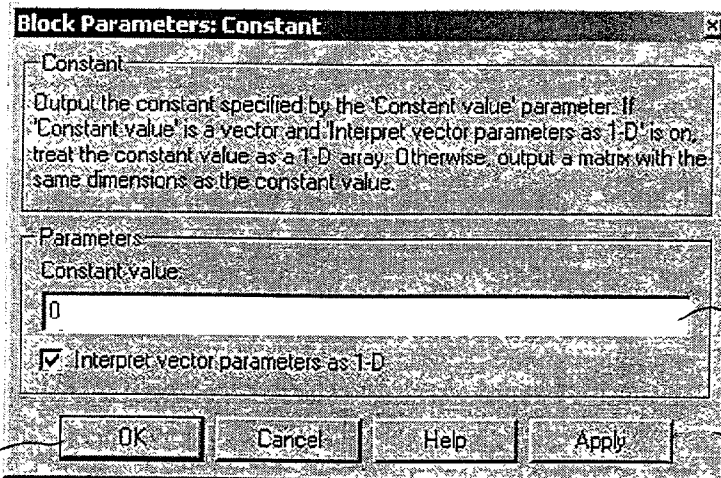 Block Parameters: Constant
Constant
Output the constant specified by the 'Constant value' parameter. If
'Constant value' is a vector and 'Interpret vector parameters as 1-D' is on,
treat the constant value as a 1-D array. Otherwise, output a matrix with the
same dimensions as the constant value.
Parameters
Constant value:
0
Interpret vector parameters as 1-D
OK Cancel Help Apply